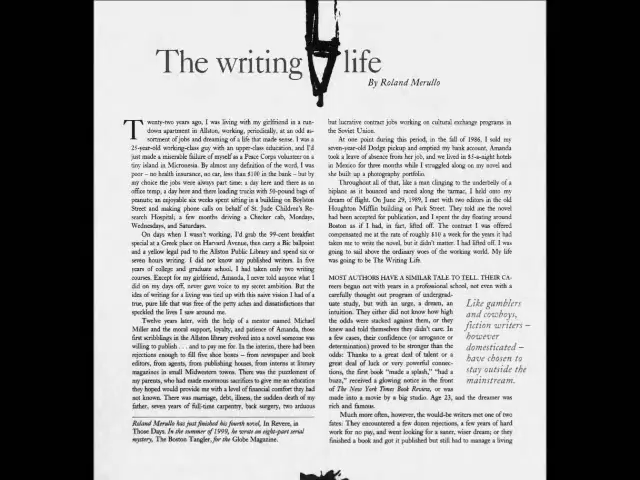 The writing life
By Roland Merullo
Twenty-two years ago, I was living with my girlfriend in a run-
down apartment in Allston, working, periodically, at an odd as-
sortment of jobs and dreaming of a life that made sense. I was a
25-year-old working-class guy with an upper-class education, and I'd
just made a miserable failure of myself as a Peace Corps volunteer on a
tiny island in Micronesia. By almost any definition of the word, I was
poor – no health insurance, no car, less than $100 in the bank – but by
my choice the jobs were always part time: a day here and there as an
office temp, a day here and there loading trucks with 50-pound bags of
peanuts; an enjoyable six weeks spent sitting in a building on Boylston
Street and making phone calls on behalf of St. Jude Children's Re-
search Hospital; a few months driving a Checker cab, Mondays,
Wednesdays, and Saturdays.
On days when I wasn't working, I'd grab the 99-cent breakfast
special at a Greek place on Harvard Avenue, then carry a Bic ballpoint
and a yellow legal pad to the Allston Public Library and spend six or
seven hours writing. I did not know any published writers. In five
years of college and graduate school, I had taken only two writing
courses. Except for my girlfriend, Amanda, I never told anyone what I
did on my days off, never gave voice to my secret ambition. But the
idea of writing for a living was tied up with this naive vision I had of a
true, pure life that was free of the petty aches and dissatisfactions that
speckled the lives I saw around me.
Twelve years later, with the help of a mentor named Michael
Miller and the moral support, loyalty, and patience of Amanda, those
first scribblings in the Allston library evolved into a novel someone was
willing to publish . . . and to pay me for. In the interim, there had been
rejections enough to fill five shoe boxes – from newspaper and book
editors, from agents, from publishing houses, from interns at literary
magazines in small Midwestern towns. There was the puzzlement of
my parents, who had made enormous sacrifices to give me an education
they hoped would provide me with a level of financial comfort they had
not known. There was marriage, debt, illness, the sudden death of my
father, seven years of full-time carpentry, back surgery, two arduous
Roland Merullo has just finished his fourth novel, In Revere, in
Those Days. In the summer of 1999, he wrote an eight-part serial
mystery, The Boston Tangler, for the Globe Magazine.
but lucrative contract jobs working on cultural exchange programs in
the Soviet Union.
At one point during this period, in the fall of 1986, I sold my
seven-year-old Dodge pickup and emptied my bank account, Amanda
took a leave of absence from her job, and we lived in $5-a-night hotels
in Mexico for three months while I struggled along on my novel and
she built up a photography portfolio.
Throughout all of that, like a man clinging to the underbelly of a
biplane as it bounced and raced along the tarmac, I held onto my
dream of flight. On June 29, 1989, I met with two editors in the old
Houghton Mifflin building on Park Street. They told me the novel
had been accepted for publication, and I spent the day floating around
Boston as if I had, in fact, lifted off. The contract I was offered
compensated me at the rate of roughly $10 a week for the years it had
taken me to write the novel, but it didn't matter. I had lifted off. I was
going to sail above the ordinary woes of the working world. My life
was going to be The Writing Life.
MOST AUTHORS HAVE A SIMILAR TALE TO TELL. THEIR CA-
reers began not with years in a professional school, not even with a
carefully thought out program of undergrad-
uate study, but with an urge, a dream, an
intuition. They either did not know how high
the odds were stacked against them, or they
knew and told themselves they didn't care. In
a few cases, their confidence (or arrogance or
determination) proved to be stronger than the
odds: Thanks to a great deal of talent or a
great deal of luck or very powerful connec-
tions, the first book "made a splash," "had a
buzz," received a glowing notice in the front
of The New York Times Book Review, or was
made into a movie by a big studio. Age 23, and the dreamer was
rich and famous.
Much more often, however, the would-be writers met one of two
fates: They encountered a few dozen rejections, a few years of hard
work for no pay, and went looking for a saner, wiser dream; or they
finished a book and got it published but still had to manage a living
Like gamblers
and cowboys,
fiction writers –
however
domesticated –
have chosen to
stay outside the
mainstream.